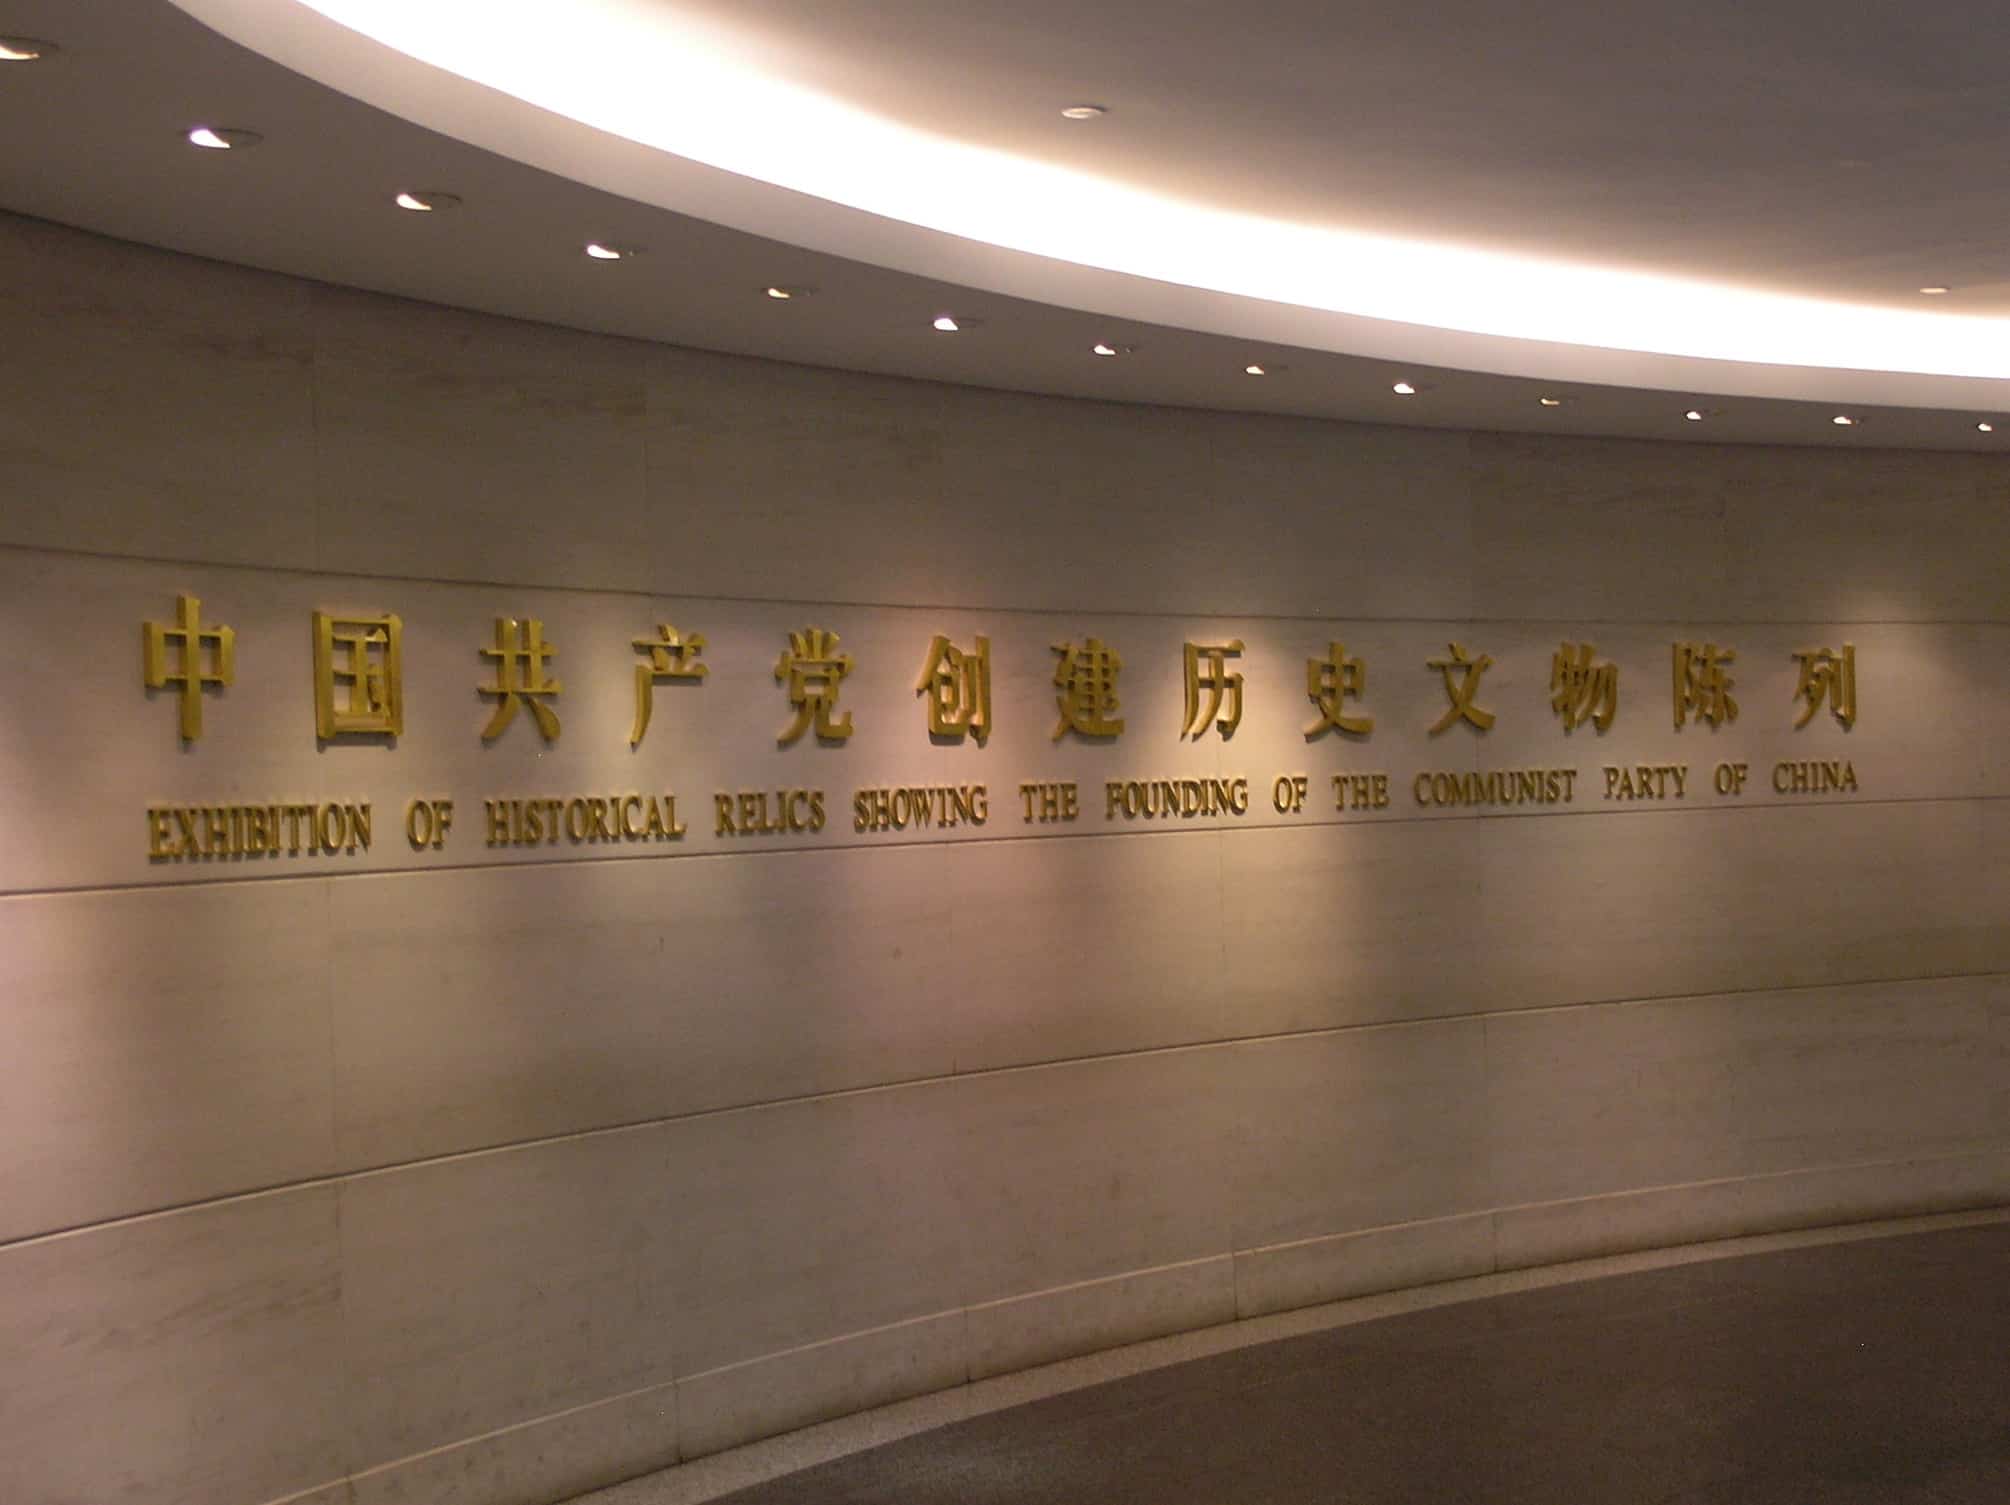 中国共产党创建历史文物陈列
EXHIBITION OF HISTORICAL RELICS SHOWING THE FOUNDING OF THE COMMUNIST PARTY OF CHINA